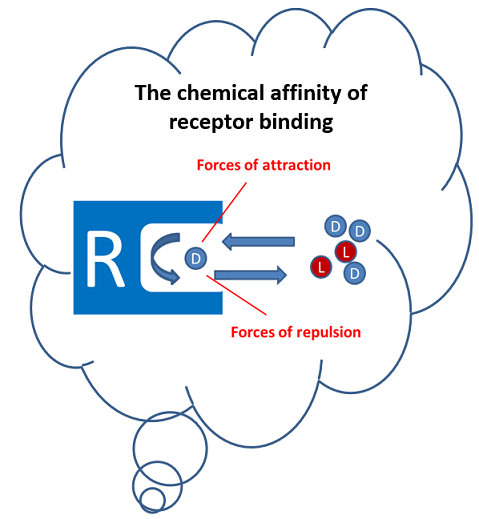 The chemical affinity of
receptor binding
Forces of attraction
R
D
D
D
L
L
D
Forces of repulsion